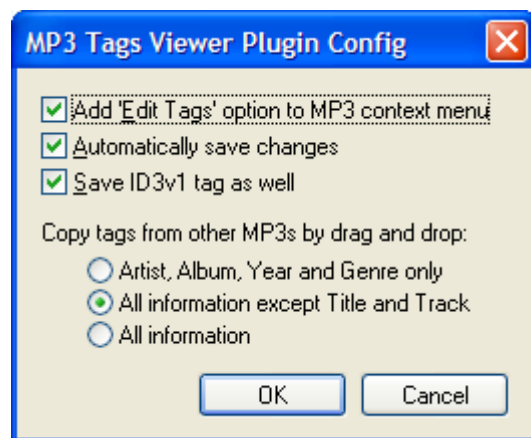 MP3 Tags Viewer Plugin Config
Add 'Edit Tags' option to MP3 context menu
Automatically save changes
Save ID3v1 tag as well
Copy tags from other MP3s by drag and drop:
Artist, Album, Year and Genre only
All information except Title and Track
All information
OK Cancel